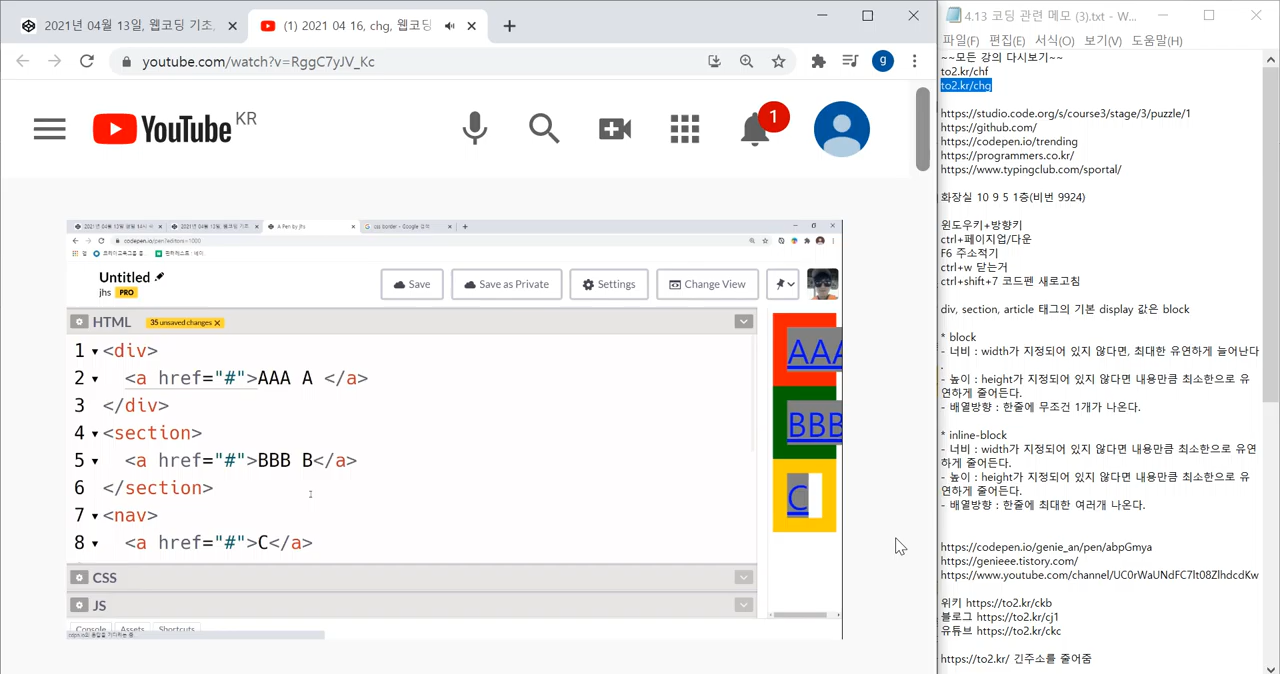 2021년 04월 13일, 웹코딩 기초,
(1) 2021 04 16, chg, 웹코딩
youtube.com/watch?v=RggC7yJV_Kc
g
YouTube KR
1
A Pen by jhs
css border - Google 검색
codepen.io/pen?editors=1000
Untitled
jhs PRO
Save
Save as Private
Settings
Change View
HTML
35 unsaved changes X
1 <div>
2 <a href="#">AAA A </a>
3 </div>
4 <section>
5 <a href="#">BBB B</a>
6 </section>
7 <nav>
8 <a href="#">C</a>
AAA
BBB
C
CSS
JS
Console Assets Shortcuts
4.13 코딩 관련 메모 (3).txt - W...
파일(F) 편집(E) 서식(O) 보기(V) 도움말(H)
~~모든 강의 다시보기~~
to2.kr/chf
to2.kr/chg
https://studio.code.org/s/course3/stage/3/puzzle/1
https://github.com/
https://codepen.io/trending
https://programmers.co.kr/
https://www.typingclub.com/sportal/
화장실 10 9 5 1층(비번 9924)
윈도우키+방향키
ctrl+페이지업/다운
F6 주소적기
ctrl+w 닫는거
ctrl+shift+7 코드펜 새로고침
div, section, article 태그의 기본 display 값은 block
* block
- 너비 : width가 지정되어 있지 않다면, 최대한 유연하게 늘어난다
.
- 높이 : height가 지정되어 있지 않다면 내용만큼 최소한으로 유
연하게 줄어든다.
- 배열방향 : 한줄에 무조건 1개가 나온다.
* inline-block
- 너비 : width가 지정되어 있지 않다면 내용만큼 최소한으로 유연
하게 줄어든다.
- 높이 : height가 지정되어 있지 않다면 내용만큼 최소한으로 유
연하게 줄어든다.
- 배열방향 : 한줄에 최대한 여러개 나온다.
https://codepen.io/genie_an/pen/abpGmya
https://genieee.tistory.com/
https://www.youtube.com/channel/UC0rWaUNdFC7lt08ZlhdcdKw
위키 https://to2.kr/ckb
블로그 https://to2.kr/cj1
유튜브 https://to2.kr/ckc
https://to2.kr/ 긴주소를 줄어줌